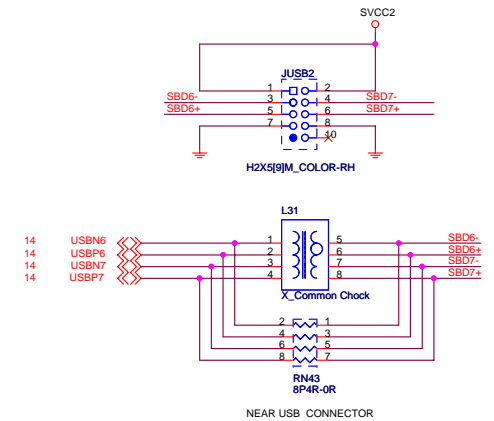 SVCC2
JUSB2
1 2
SBD6- 3 4 SBD7-
SBD6+ 5 6 SBD7+
7 8
10
H2X5[9]M_COLOR-RH
L31
14 USBN6 1 5 SBD6-
14 USBP6 2 6 SBD6+
14 USBN7 3 7 SBD7-
14 USBP7 4 8 SBD7+
X_Common Chock
2 1
4 3
6 5
8 7
RN43
8P4R-0R
NEAR USB CONNECTOR